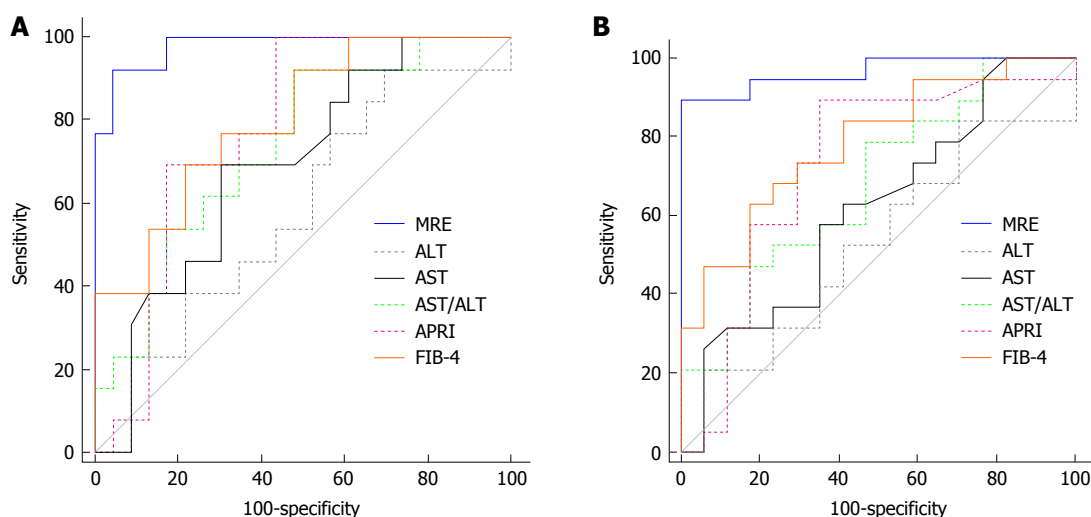 A
100
80
60
40
20
0
Sensitivity
0 20 40 60 80 100
100-specificity
MRE
ALT
AST
AST/ALT
APRI
FIB-4
B
100
80
60
40
20
0
Sensitivity
0 20 40 60 80 100
100-specificity
MRE
ALT
AST
AST/ALT
APRI
FIB-4